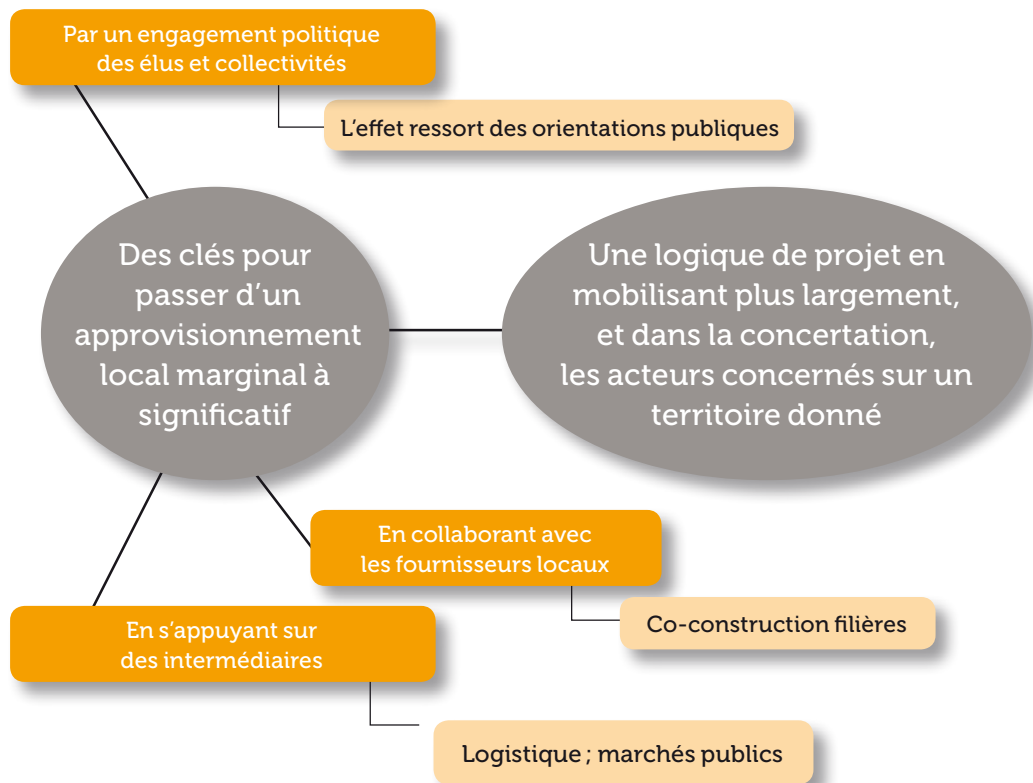 Par un engagement politique
des élus et collectivités
L'effet ressort des orientations publiques
Des clés pour
passer d'un
approvisionnement
local marginal à
significatif
Une logique de projet en
mobilisant plus largement,
et dans la concertation,
les acteurs concernés sur un
territoire donné
En collaborant avec
les fournisseurs locaux
Co-construction filières
En s'appuyant sur
des intermédiaires
Logistique ; marchés publics